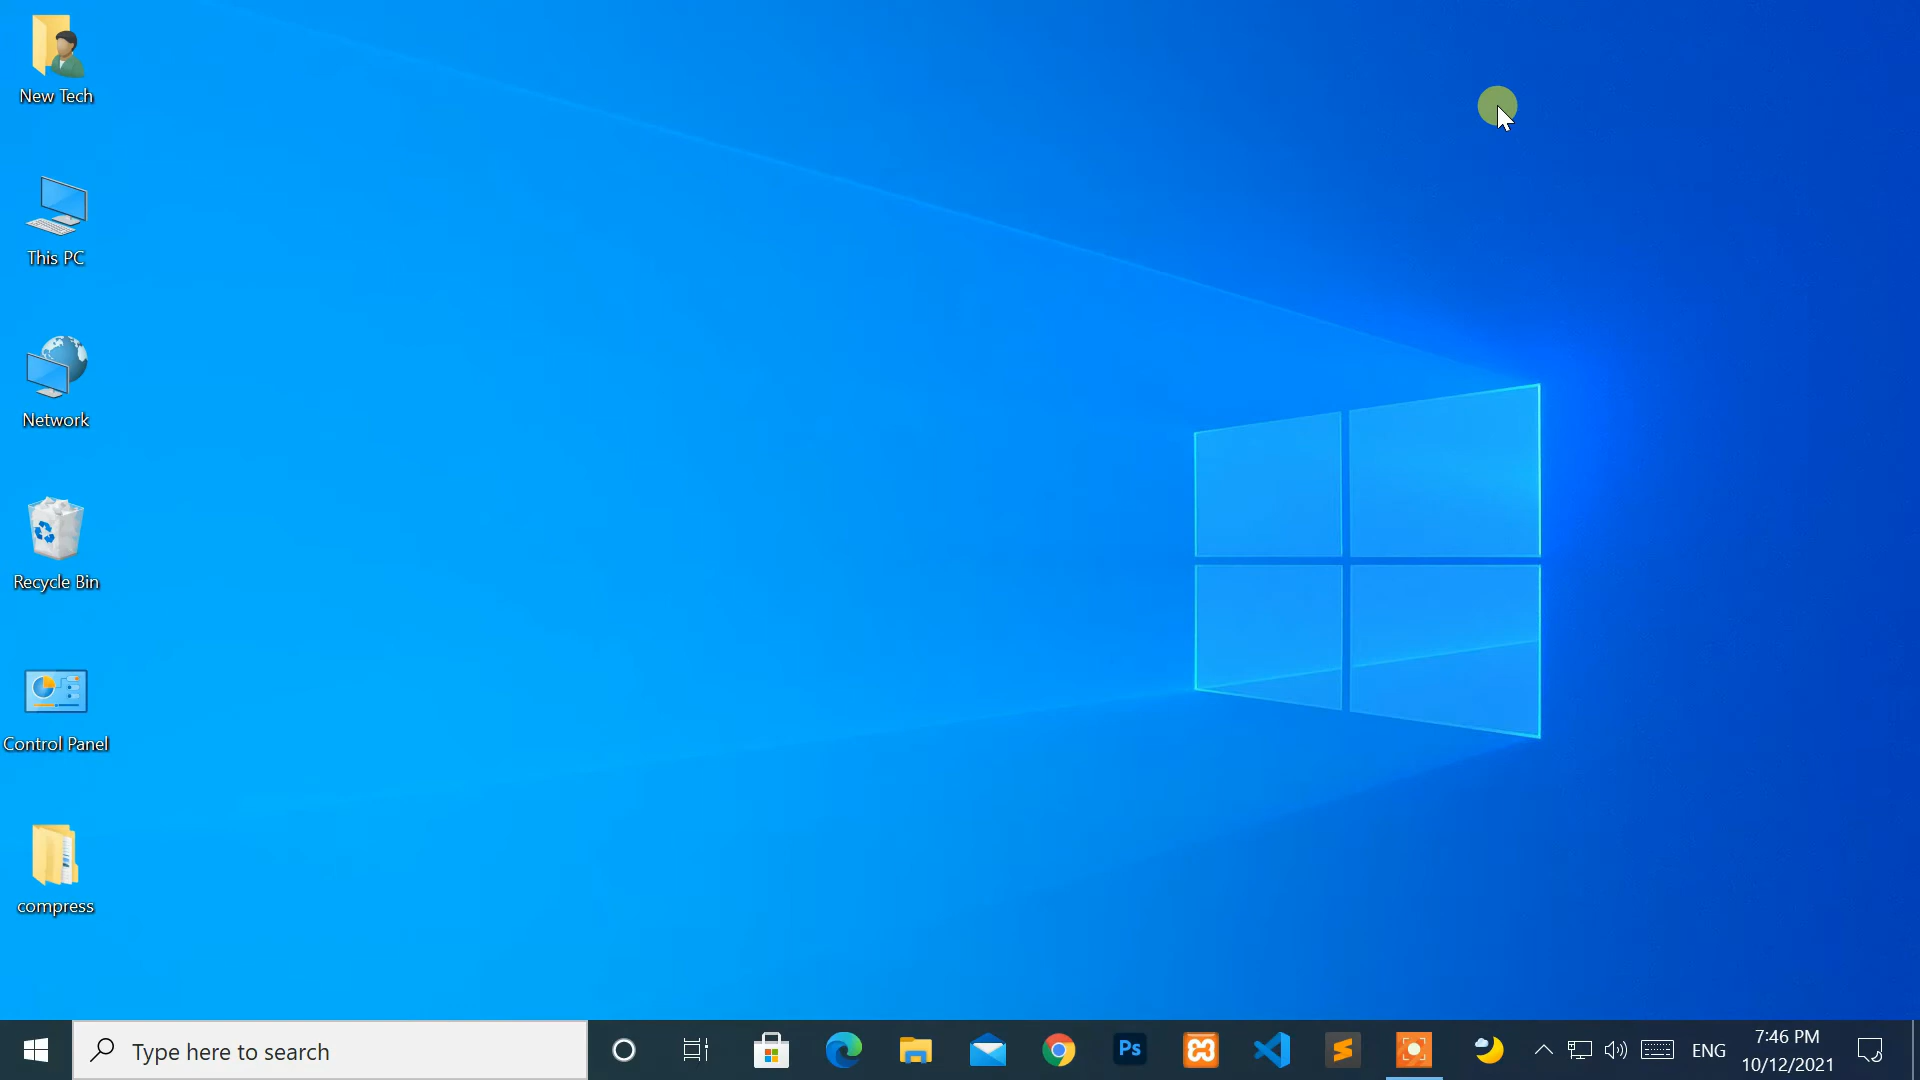 New Tech
This PC
Network
Recycle Bin
Control Panel
compress
Type here to search
Ps
ENG
7:46 PM
10/12/2021